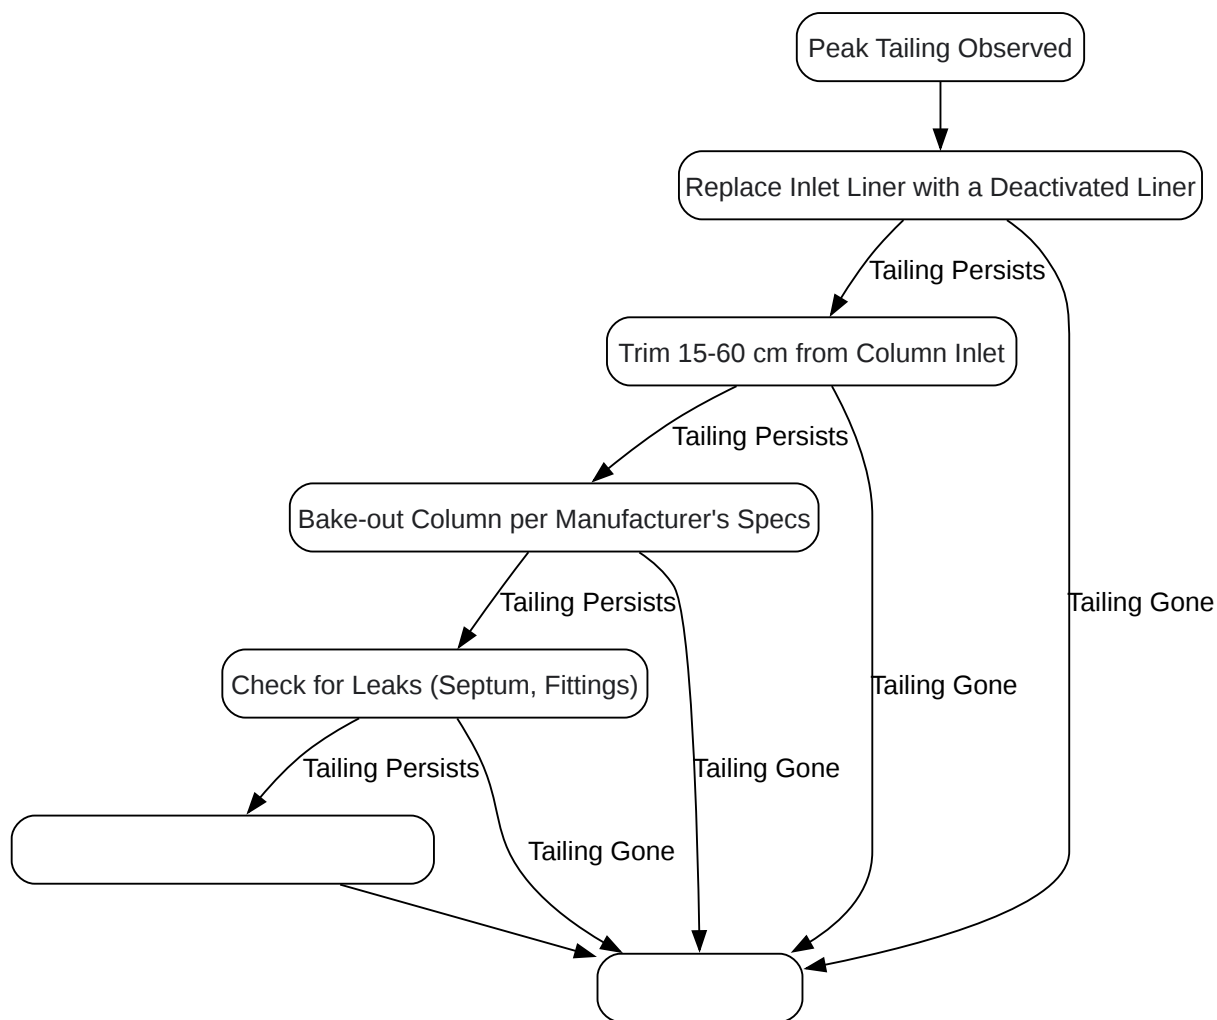 Peak Tailing Observed
Replace Inlet Liner with a Deactivated Liner
Tailing Persists
Trim 15-60 cm from Column Inlet
Tailing Persists
Bake-out Column per Manufacturer's Specs
Tailing Persists
Tailing Gone
Check for Leaks (Septum, Fittings)
Tailing Gone
Tailing Persists
Tailing Gone
Tailing Gone